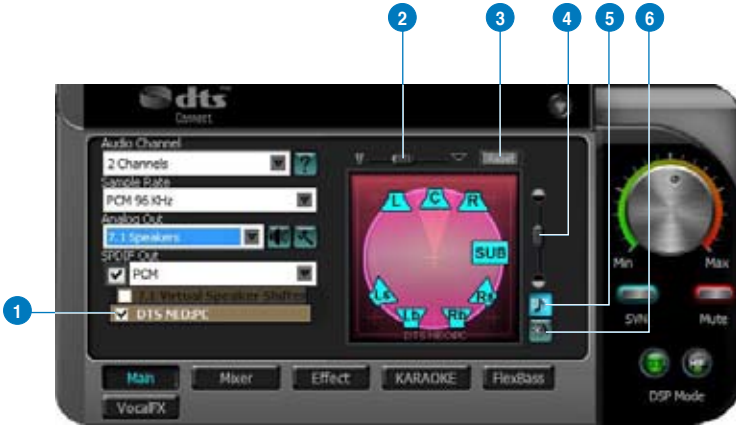 2 3 4 5 6
dts
Connect
Audio Channel
2 Channels
?
Reset
Sample Rate
PCM 96 KHz
Analog Out
7.1 Speakers
SPDIF Out
PCM
7.1 Virtual Speaker Shifter
1
DTS NEO:PC
L C R
SUB
Ls Rs
Lb Rb
DTS NEO:PC
Min Max
SVN Mute
DSP Mode
Main Mixer Effect KARAOKE FlexBass
VocalFX